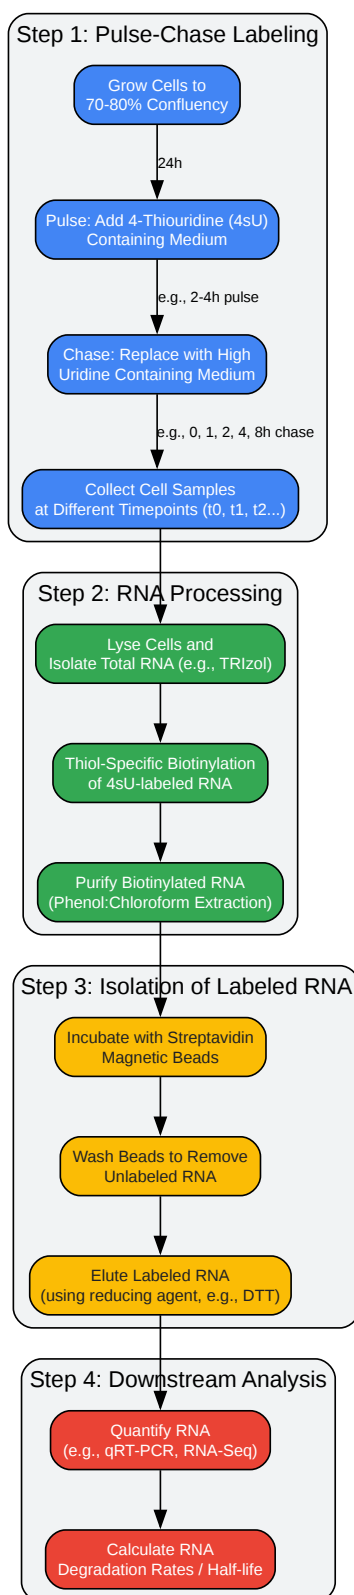 Step 1: Pulse-Chase Labeling
Grow Cells to
70-80% Confluency
24h
Pulse: Add 4-Thiouridine (4sU)
Containing Medium
e.g., 2-4h pulse
Chase: Replace with High
Uridine Containing Medium
e.g., 0, 1, 2, 4, 8h chase
Collect Cell Samples
at Different Timepoints (t0, t1, t2...)
Step 2: RNA Processing
Lyse Cells and
Isolate Total RNA (e.g., TRIzol)
Thiol-Specific Biotinylation
of 4sU-labeled RNA
Purify Biotinylated RNA
(Phenol:Chloroform Extraction)
Step 3: Isolation of Labeled RNA
Incubate with Streptavidin
Magnetic Beads
Wash Beads to Remove
Unlabeled RNA
Elute Labeled RNA
(using reducing agent, e.g., DTT)
Step 4: Downstream Analysis
Quantify RNA
(e.g., qRT-PCR, RNA-Seq)
Calculate RNA
Degradation Rates / Half-life